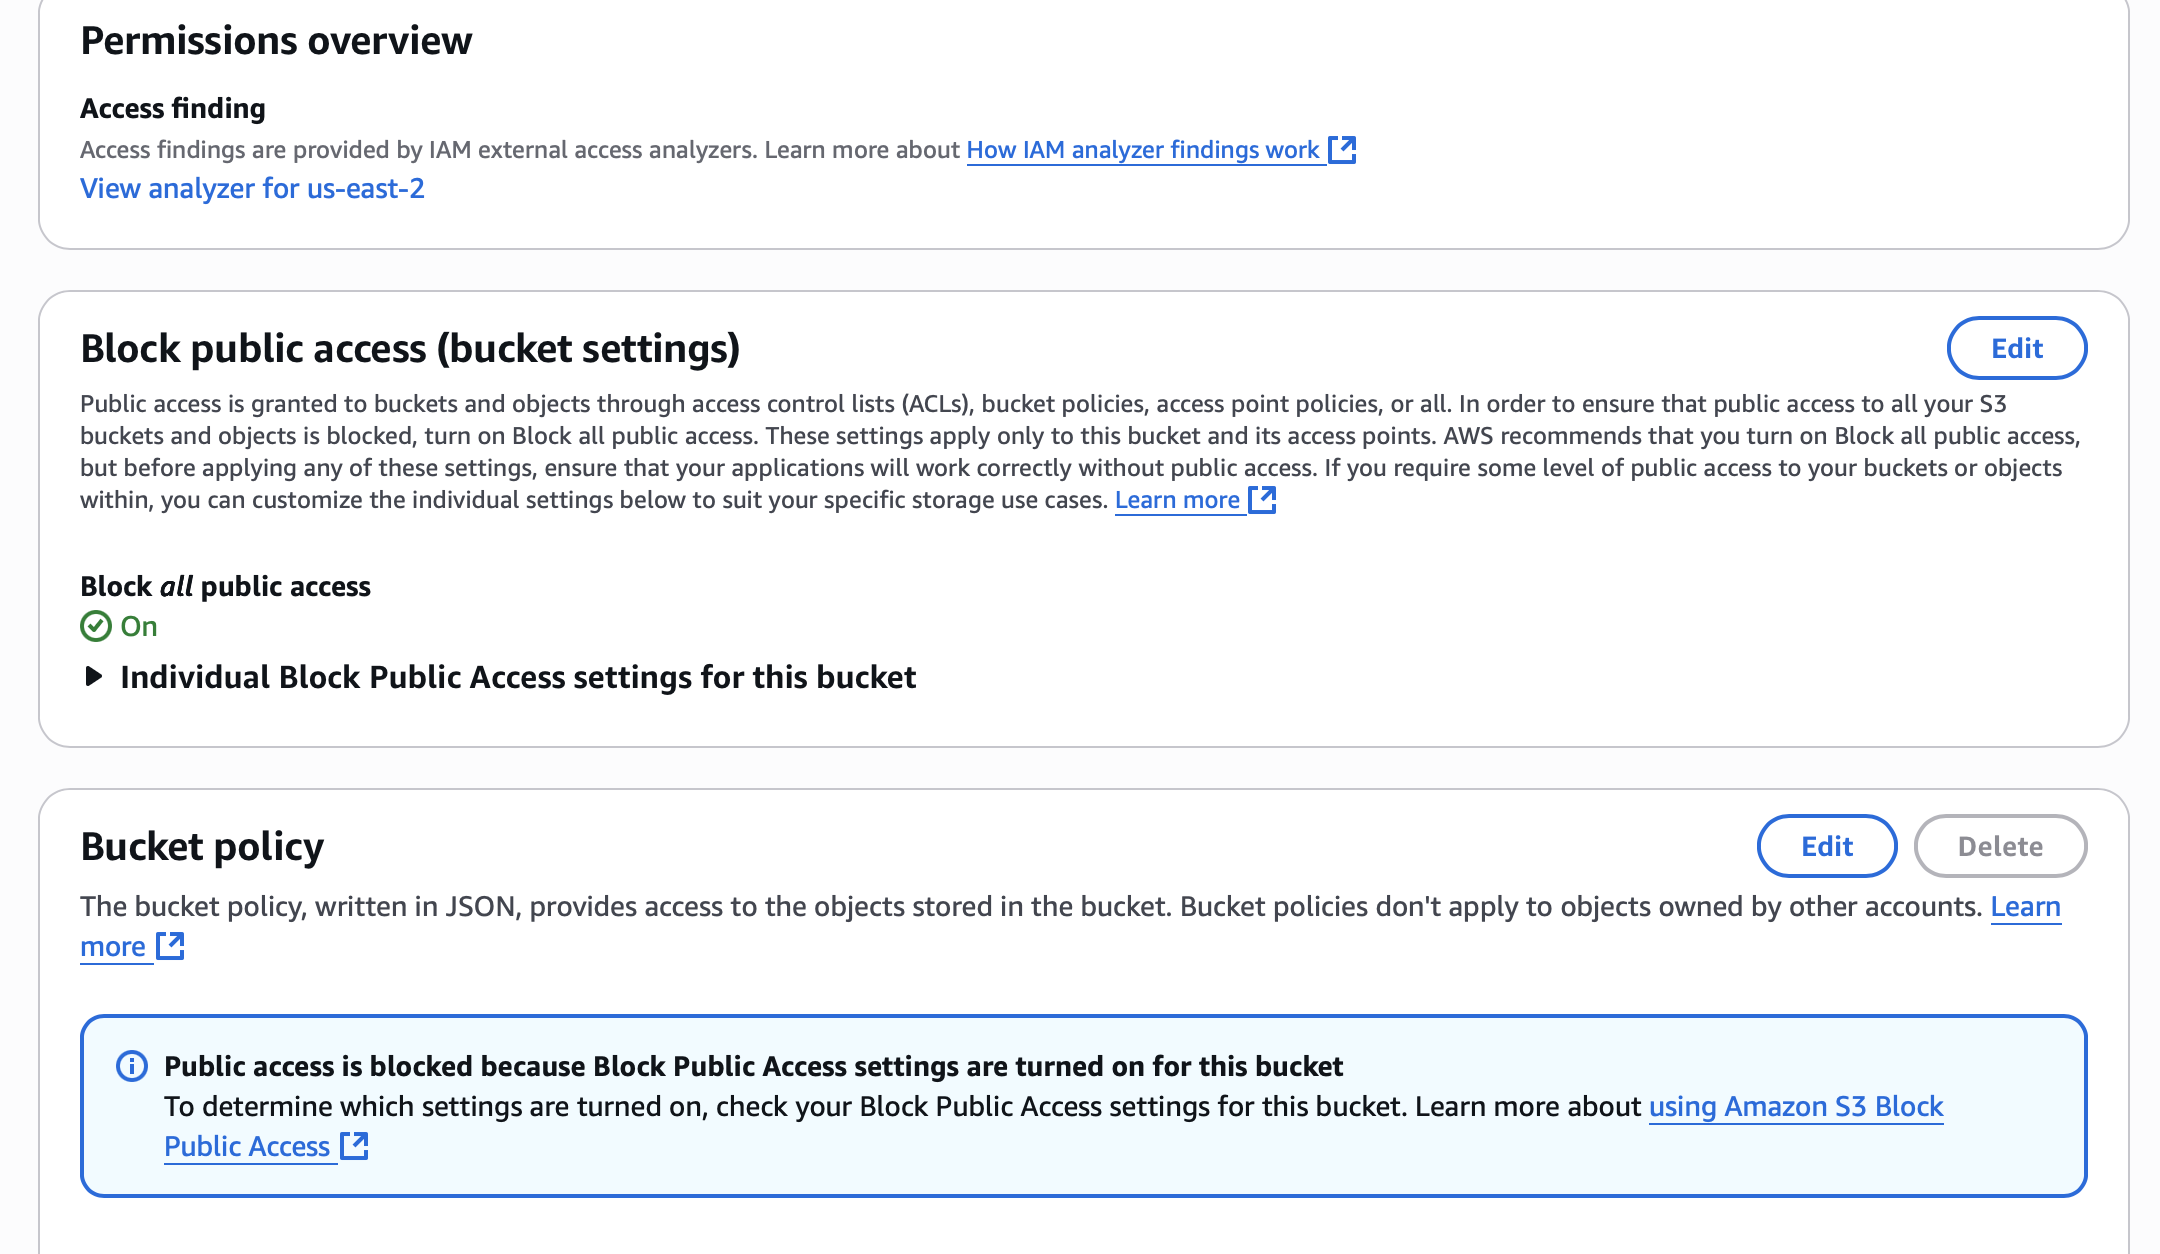 Permissions overview
Access finding
Access findings are provided by IAM external access analyzers. Learn more about How IAM analyzer findings work
View analyzer for us-east-2
Block public access (bucket settings)
Edit
Public access is granted to buckets and objects through access control lists (ACLs), bucket policies, access point policies, or all. In order to ensure that public access to all your S3
buckets and objects is blocked, turn on Block all public access. These settings apply only to this bucket and its access points. AWS recommends that you turn on Block all public access,
but before applying any of these settings, ensure that your applications will work correctly without public access. If you require some level of public access to your buckets or objects
within, you can customize the individual settings below to suit your specific storage use cases. Learn more
Block all public access
On
Individual Block Public Access settings for this bucket
Bucket policy
Edit
Delete
The bucket policy, written in JSON, provides access to the objects stored in the bucket. Bucket policies don't apply to objects owned by other accounts. Learn
more
Public access is blocked because Block Public Access settings are turned on for this bucket
To determine which settings are turned on, check your Block Public Access settings for this bucket. Learn more about using Amazon S3 Block
Public Access